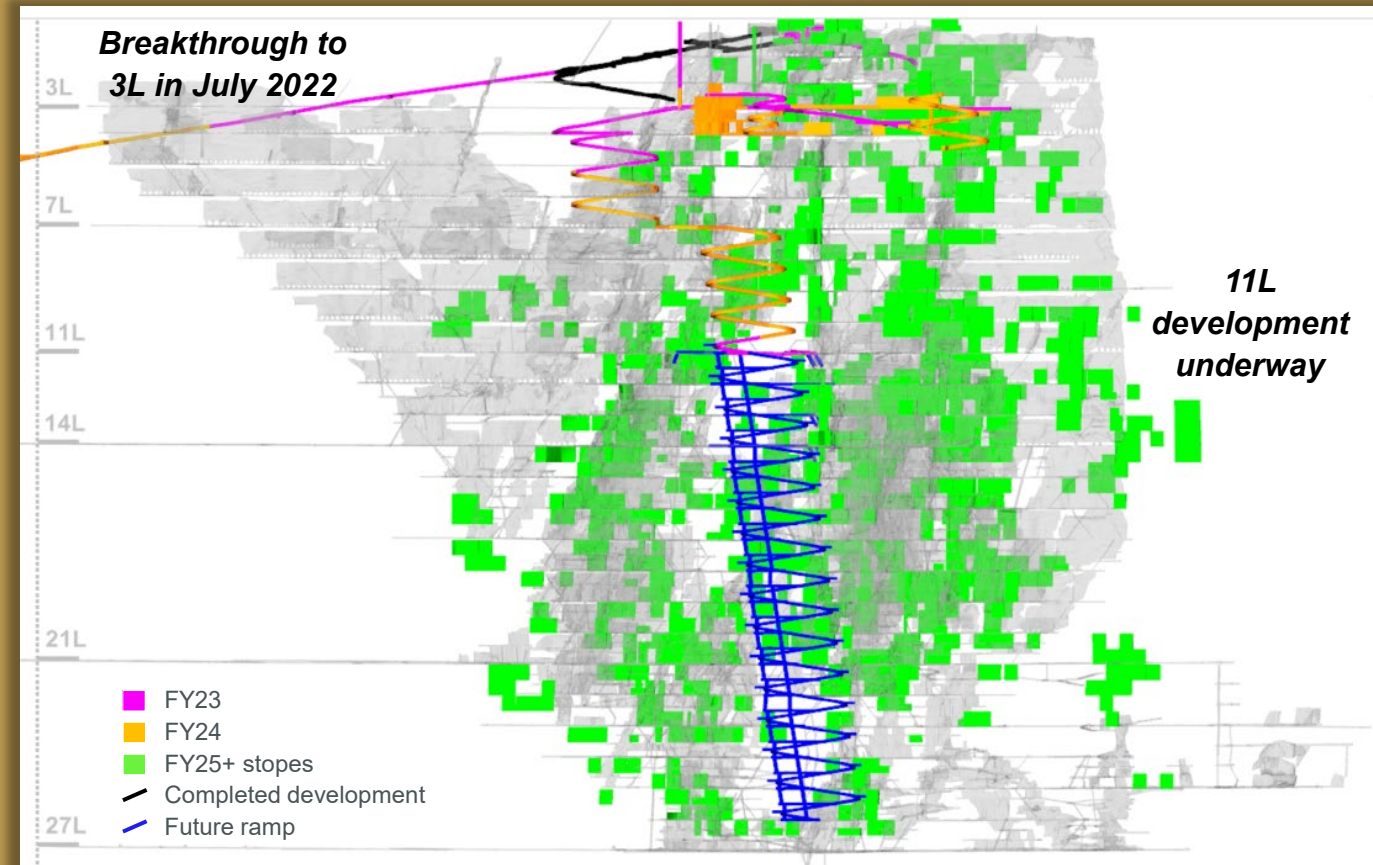 Breakthrough to
3L in July 2022
3L
7L
11L
development
underway
11L
14L
21L
27L
FY23
FY24
FY25+ stopes
Completed development
Future ramp